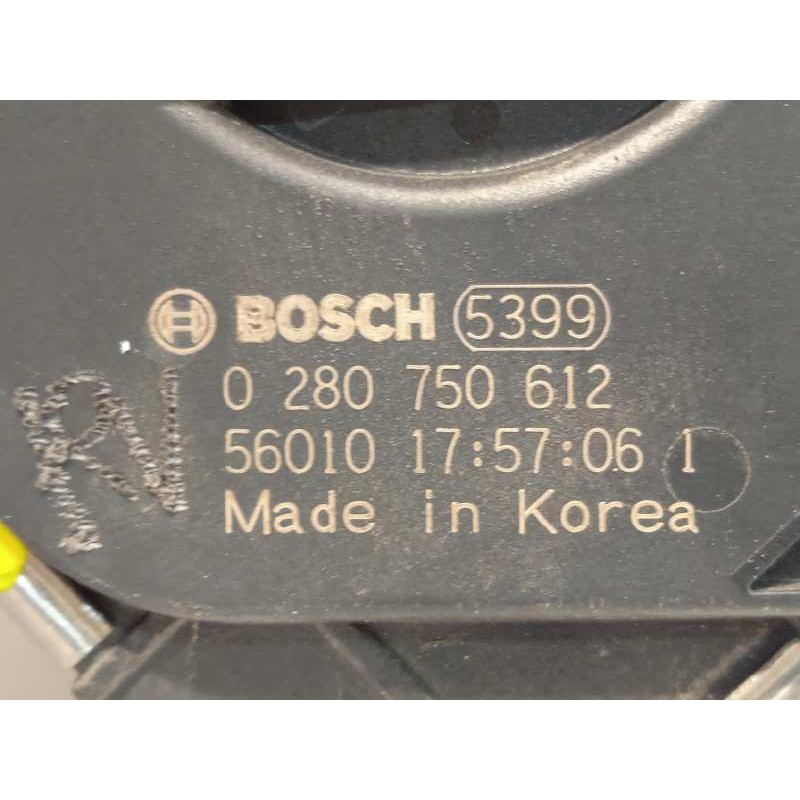 BOSCH 5399
0 280 750 612
56010 17:57:06 1
Made in Korea